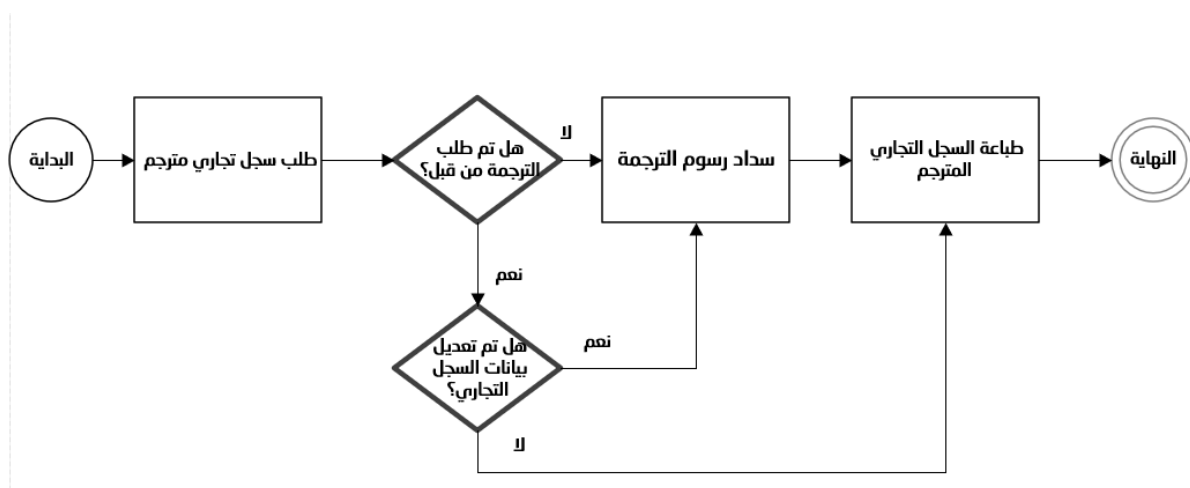 البداية
طلب سجل تجاري مترجم
هل تم طلب
الترجمة من قبل؟
لا
سداد رسوم الترجمة
طباعة السجل التجاري
المترجم
النهاية
نعم
هل تم تعديل
بيانات السجل
التجاري؟
نعم
لا